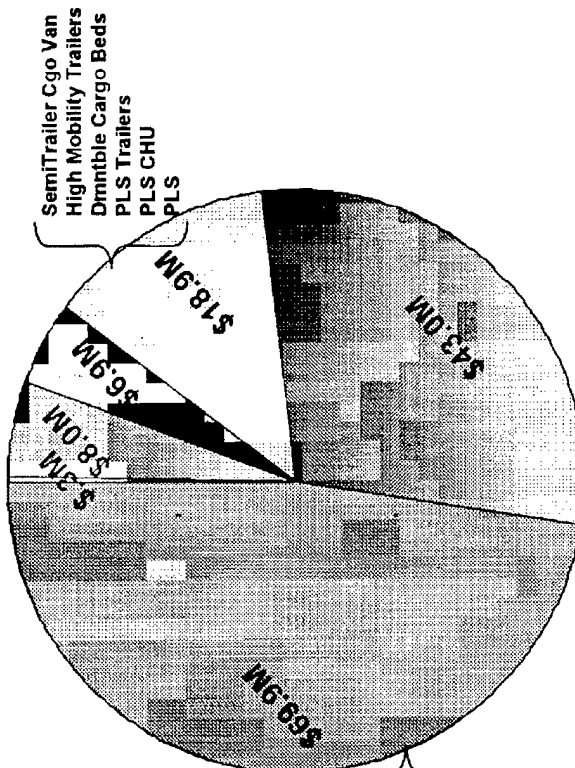 SemiTrailer Cgo Van
High Mobility Trailers
Dmntble Cargo Beds
PLS Trailers
PLS CHU
PLS
$18.9M
$6.9M
$8.0M
$.3M
$43.0M
$69.9M